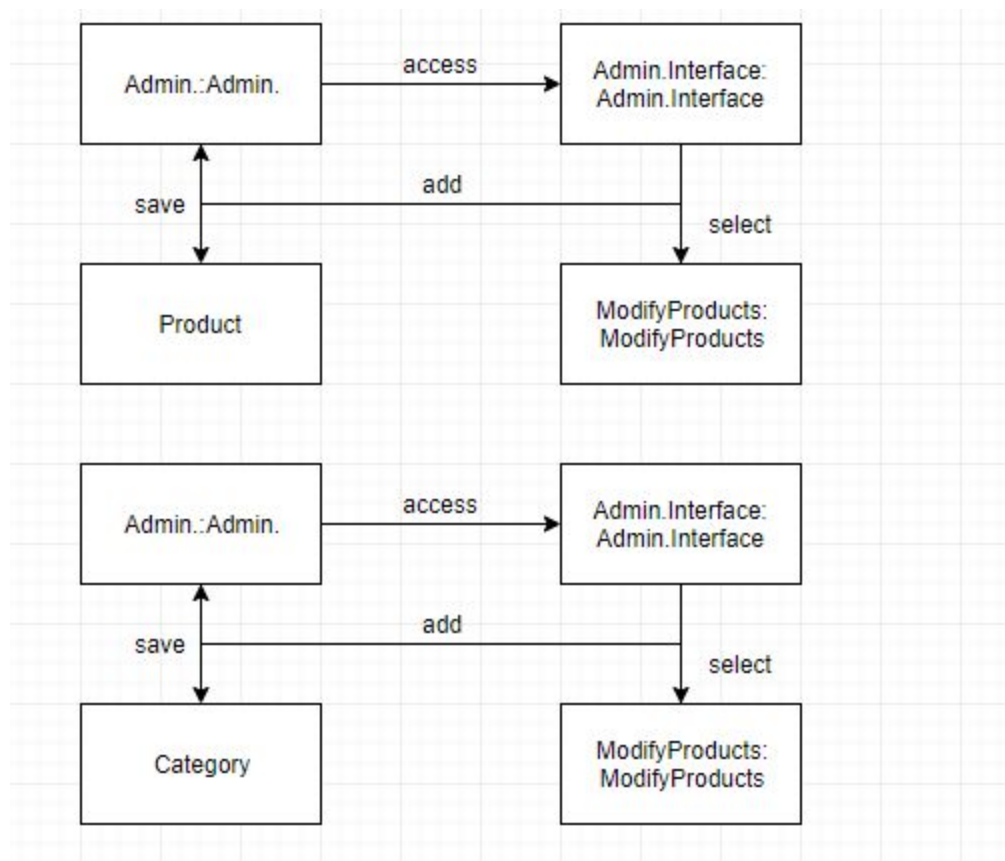 access
Admin.:Admin.
Admin.Interface:
Admin.Interface
add
save
select
Product
ModifyProducts:
ModifyProducts
access
Admin.:Admin.
Admin.Interface:
Admin.Interface
add
save
select
Category
ModifyProducts:
ModifyProducts